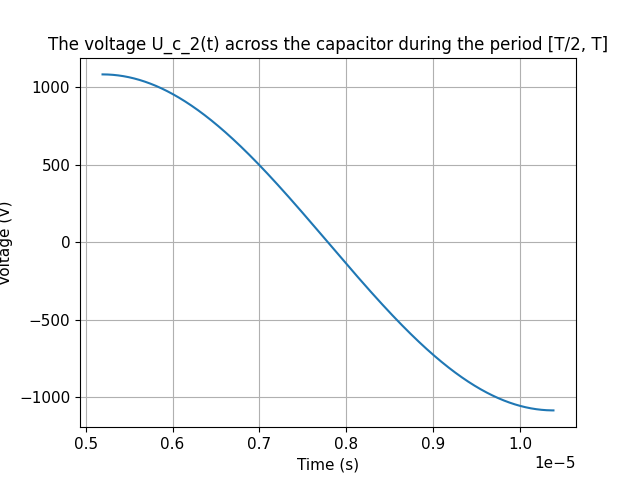 The voltage U_c_2(t) across the capacitor during the period [T/2, T]
1000
500
0
−500
−1000
Voltage (V)
0.5 0.6 0.7 0.8 0.9 1.0
1e−5
Time (s)